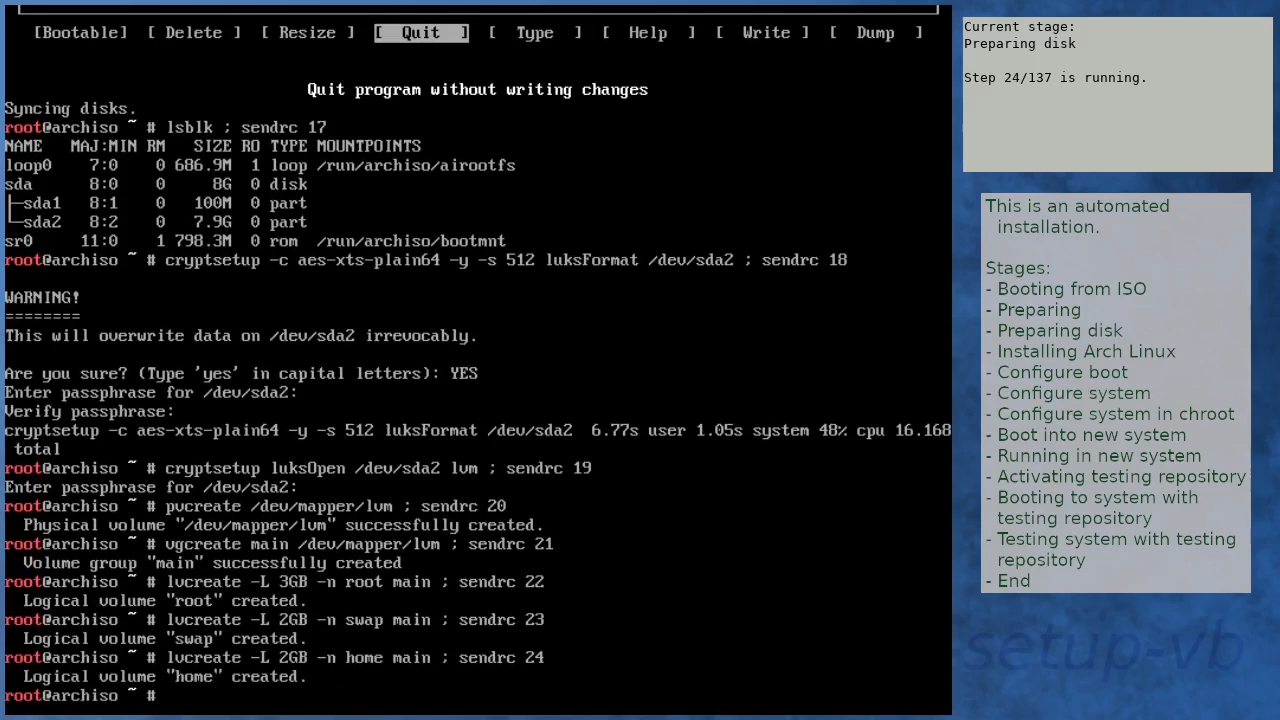 [Bootable] [ Delete ] [ Resize ] [ Quit ] [ Type ] [ Help ] [ Write ] [ Dump ]
Quit program without writing changes
Syncing disks.
root@archiso ~ # lsblk ; sendrc 17
NAME MAJ:MIN RM SIZE RO TYPE MOUNTPOINTS
loop0 7:0 0 686.9M 1 loop /run/archiso/airootfs
sda 8:0 0 8G 0 disk
├─sda1 8:1 0 100M 0 part
└─sda2 8:2 0 7.9G 0 part
sr0 11:0 1 798.3M 0 rom /run/archiso/bootmnt
root@archiso ~ # cryptsetup -c aes-xts-plain64 -y -s 512 luksFormat /dev/sda2 ; sendrc 18
WARNING!
========
This will overwrite data on /dev/sda2 irrevocably.
Are you sure? (Type 'yes' in capital letters): YES
Enter passphrase for /dev/sda2:
Verify passphrase:
cryptsetup -c aes-xts-plain64 -y -s 512 luksFormat /dev/sda2 6.77s user 1.05s system 48% cpu 16.168
total
root@archiso ~ # cryptsetup luksOpen /dev/sda2 lvm ; sendrc 19
Enter passphrase for /dev/sda2:
root@archiso ~ # pvcreate /dev/mapper/lvm ; sendrc 20
Physical volume "/dev/mapper/lvm" successfully created.
root@archiso ~ # vgcreate main /dev/mapper/lvm ; sendrc 21
Volume group "main" successfully created
root@archiso ~ # lvcreate -L 3GB -n root main ; sendrc 22
Logical volume "root" created.
root@archiso ~ # lvcreate -L 2GB -n swap main ; sendrc 23
Logical volume "swap" created.
root@archiso ~ # lvcreate -L 2GB -n home main ; sendrc 24
Logical volume "home" created.
root@archiso ~ #
Current stage:
Preparing disk
Step 24/137 is running.
This is an automated
installation.
Stages:
- Booting from ISO
- Preparing
- Preparing disk
- Installing Arch Linux
- Configure boot
- Configure system
- Configure system in chroot
- Boot into new system
- Running in new system
- Activating testing repository
- Booting to system with
testing repository
- Testing system with testing
repository
- End
-setup-vb